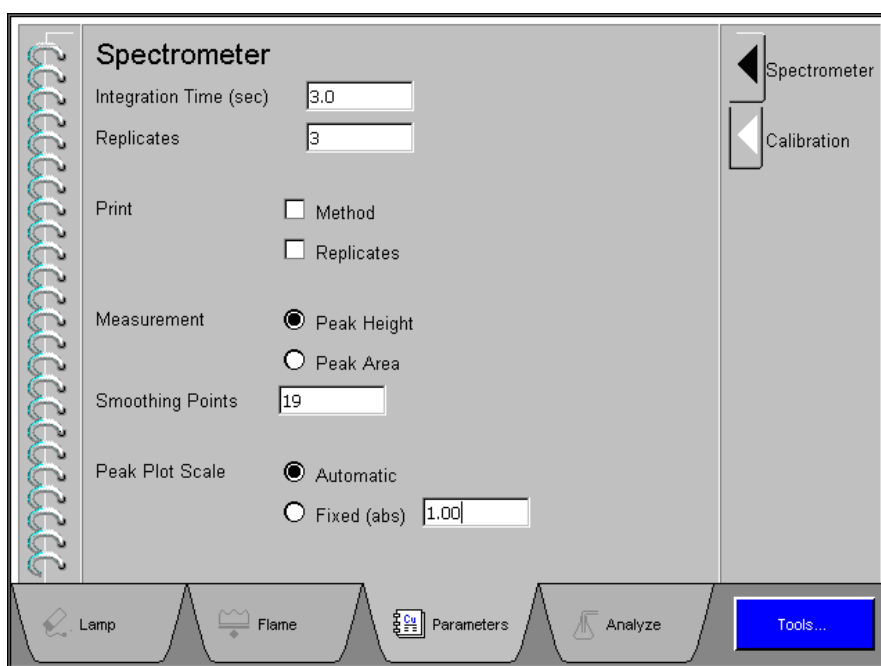 Spectrometer
Integration Time (sec) 3.0
Replicates 3
Print Method
Replicates
Measurement Peak Height
Peak Area
Smoothing Points 19
Peak Plot Scale Automatic
Fixed (abs) 1.00
Spectrometer
Calibration
Lamp Flame Cu Parameters Analyze Tools...